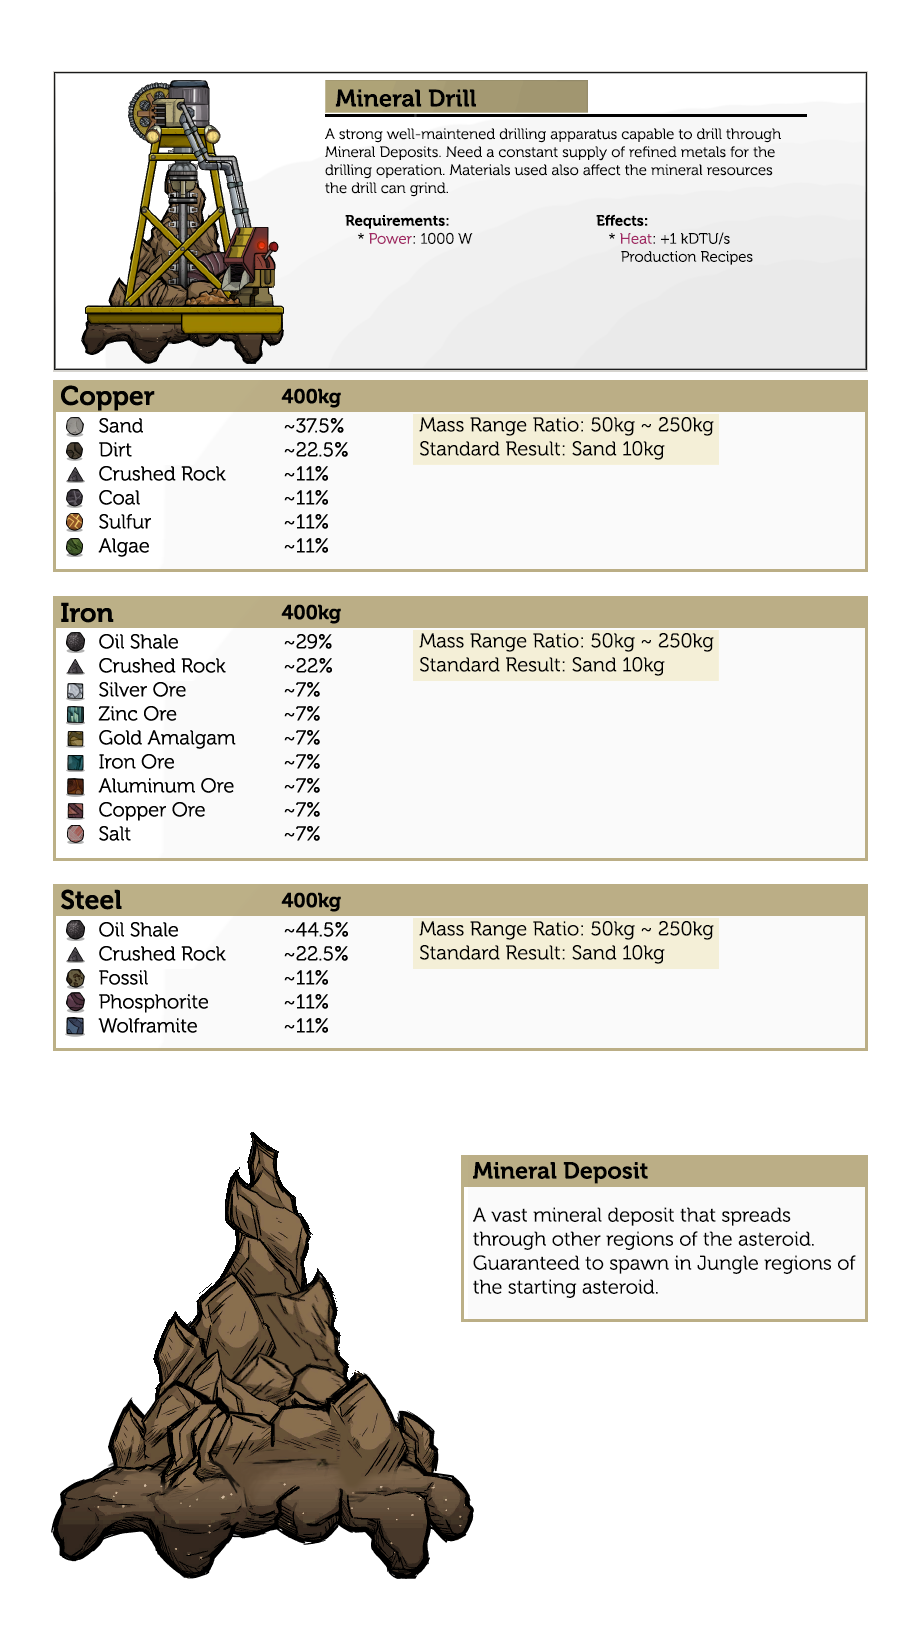 Mineral Drill
A strong well-maintened drilling apparatus capable to drill through
Mineral Deposits. Need a constant supply of refined metals for the
drilling operation. Materials used also affect the mineral resources
the drill can grind.
Requirements:
* Power: 1000 W
Effects:
* Heat: +1 kDTU/s
Production Recipes
Copper 400kg
Sand ~37.5% Mass Range Ratio: 50kg ~ 250kg
Dirt ~22.5% Standard Result: Sand 10kg
Crushed Rock ~11%
Coal ~11%
Sulfur ~11%
Algae ~11%
Iron 400kg
Oil Shale ~29% Mass Range Ratio: 50kg ~ 250kg
Crushed Rock ~22% Standard Result: Sand 10kg
Silver Ore ~7%
Zinc Ore ~7%
Gold Amalgam ~7%
Iron Ore ~7%
Aluminum Ore ~7%
Copper Ore ~7%
Salt ~7%
Steel 400kg
Oil Shale ~44.5% Mass Range Ratio: 50kg ~ 250kg
Crushed Rock ~22.5% Standard Result: Sand 10kg
Fossil ~11%
Phosphorite ~11%
Wolframite ~11%
Mineral Deposit
A vast mineral deposit that spreads
through other regions of the asteroid.
Guaranteed to spawn in Jungle regions of
the starting asteroid.